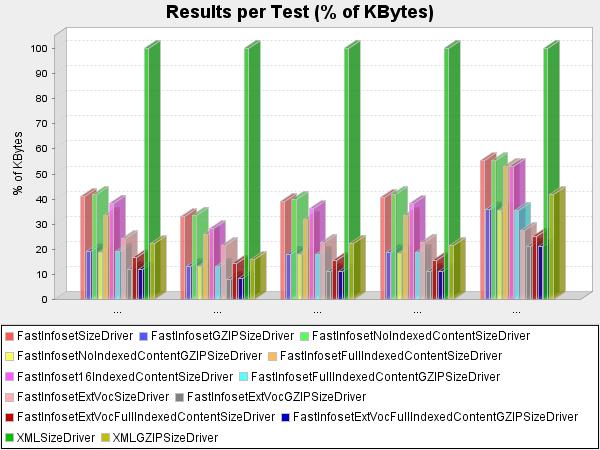 Results per Test (% of KBytes)
% of KBytes
100
90
80
70
60
50
40
30
20
10
0
... ... ... ... ...
FastInfosetSizeDriver FastInfosetGZIPSizeDriver FastInfosetNoIndexedContentSizeDriver
FastInfosetNoIndexedContentGZIPSizeDriver FastInfosetFullIndexedContentSizeDriver
FastInfoset16IndexedContentSizeDriver FastInfosetFullIndexedContentGZIPSizeDriver
FastInfosetExtVocSizeDriver FastInfosetExtVocGZIPSizeDriver
FastInfosetExtVocFullIndexedContentSizeDriver FastInfosetExtVocFullIndexedContentGZIPSizeDriver
XMLSizeDriver XMLGZIPSizeDriver